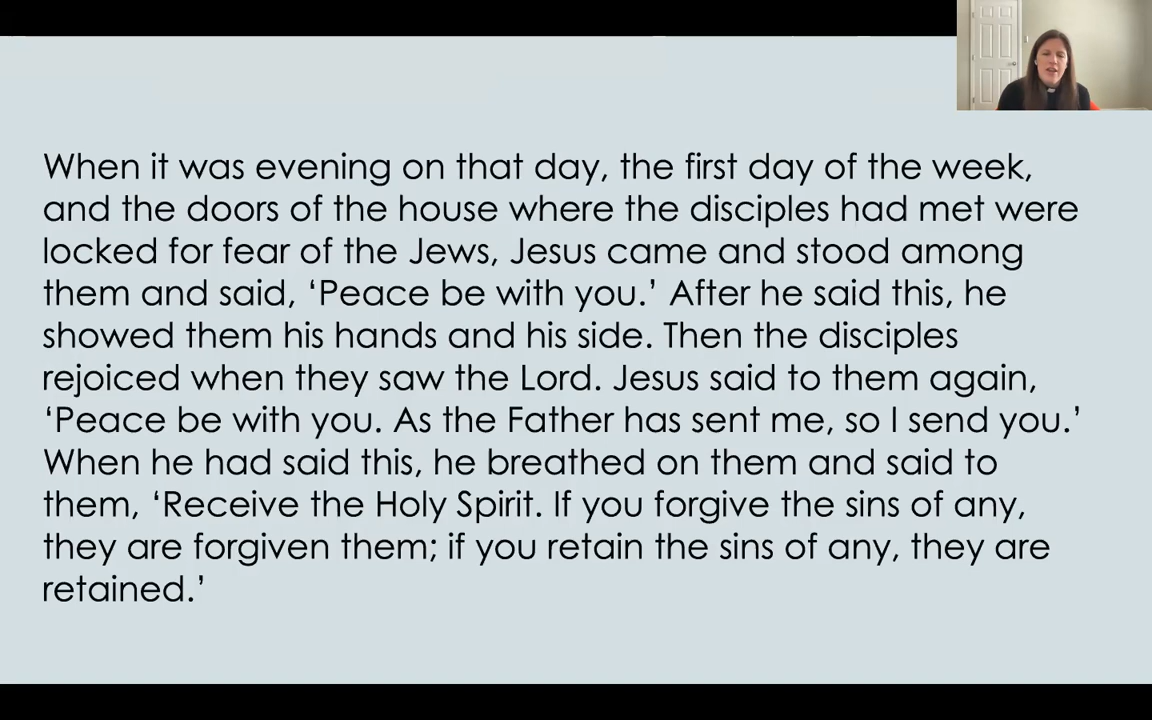 When it was evening on that day, the first day of the week,
and the doors of the house where the disciples had met were
locked for fear of the Jews, Jesus came and stood among
them and said, ‘Peace be with you.’ After he said this, he
showed them his hands and his side. Then the disciples
rejoiced when they saw the Lord. Jesus said to them again,
‘Peace be with you. As the Father has sent me, so I send you.’
When he had said this, he breathed on them and said to
them, ‘Receive the Holy Spirit. If you forgive the sins of any,
they are forgiven them; if you retain the sins of any, they are
retained.’